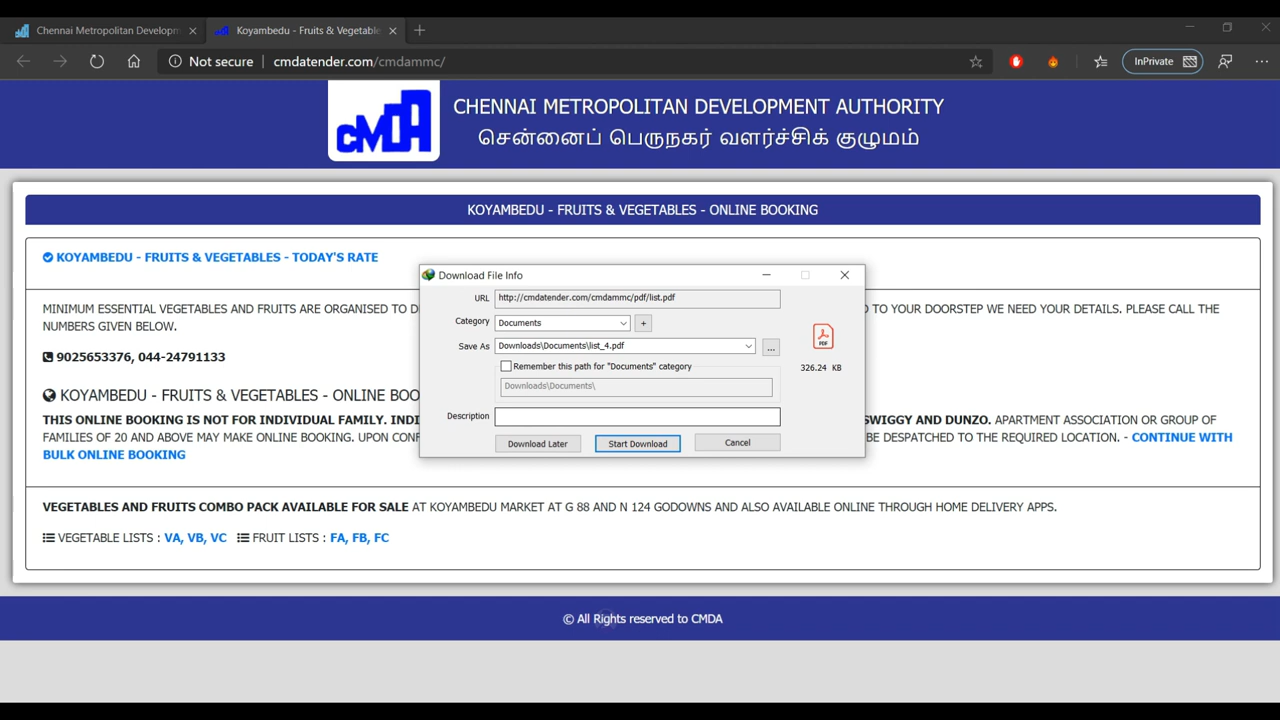 Chennai Metropolitan Developm
Koyambedu - Fruits & Vegetable
Not secure
cmdatender.com/cmdammc/
InPrivate
CMDA
CHENNAI METROPOLITAN DEVELOPMENT AUTHORITY
சென்னைப் பெருநகர் வளர்ச்சிக் குழுமம்
KOYAMBEDU - FRUITS & VEGETABLES - ONLINE BOOKING
KOYAMBEDU - FRUITS & VEGETABLES - TODAY'S RATE
MINIMUM ESSENTIAL VEGETABLES AND FRUITS ARE ORGANISED TO D
TO YOUR DOORSTEP WE NEED YOUR DETAILS. PLEASE CALL THE
NUMBERS GIVEN BELOW.
9025653376, 044-24791133
KOYAMBEDU - FRUITS & VEGETABLES - ONLINE BOO
THIS ONLINE BOOKING IS NOT FOR INDIVIDUAL FAMILY. INDI
SWIGGY AND DUNZO. APARTMENT ASSOCIATION OR GROUP OF
FAMILIES OF 20 AND ABOVE MAY MAKE ONLINE BOOKING. UPON CONF
BE DESPATCHED TO THE REQUIRED LOCATION. - CONTINUE WITH
BULK ONLINE BOOKING
Download File Info
URL http://cmdatender.com/cmdammc/pdf/list.pdf
Category Documents +
Save As Downloads\Documents\list_4.pdf ...
PDF
326.24 KB
Remember this path for "Documents" category
Downloads\Documents\
Description
Download Later Start Download Cancel
VEGETABLES AND FRUITS COMBO PACK AVAILABLE FOR SALE AT KOYAMBEDU MARKET AT G 88 AND N 124 GODOWNS AND ALSO AVAILABLE ONLINE THROUGH HOME DELIVERY APPS.
VEGETABLE LISTS : VA, VB, VC FRUIT LISTS : FA, FB, FC
© All Rights reserved to CMDA